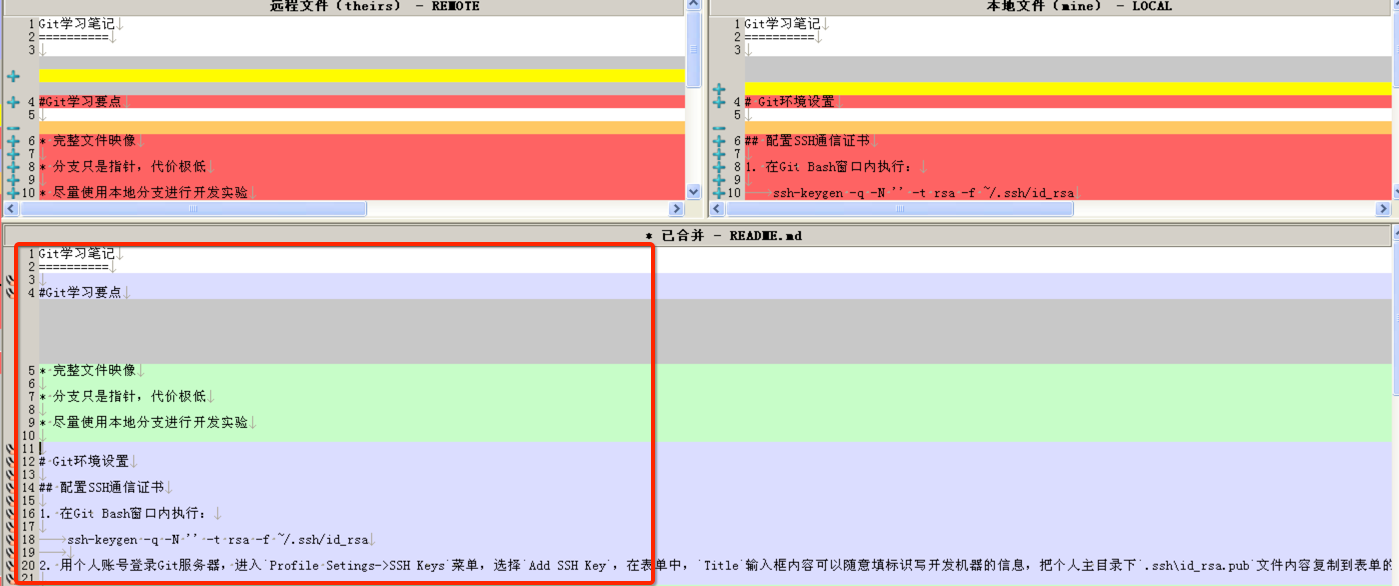 远程文件（theirs） - REMOTE
1 Git学习笔记
2 ==========
3
4 #Git学习要点
5
6 * 完整文件映像
7
8 * 分支只是指针，代价极低
9
10 * 尽量使用本地分支进行开发实验
本地文件（mine） - LOCAL
1 Git学习笔记
2 ==========
3
4 # Git环境设置
5
6 ## 配置SSH通信证书
7
8 1. 在Git Bash窗口内执行：
9
10 ssh-keygen -q -N '' -t rsa -f ~/.ssh/id_rsa
* 已合并 - README.md
1 Git学习笔记
2 ==========
3
4 #Git学习要点
5 * 完整文件映像
6
7 * 分支只是指针，代价极低
8
9 * 尽量使用本地分支进行开发实验
10
11
12 # Git环境设置
13
14 ## 配置SSH通信证书
15
16 1. 在Git Bash窗口内执行：
17
18 ssh-keygen -q -N '' -t rsa -f ~/.ssh/id_rsa
19
20 2. 用个人账号登录Git服务器，进入`Profile Setings->SSH Keys`菜单，选择`Add SSH Key`，在表单中，`Title`输入框内容可以随意填标识写开发机器的信息，把个人主目录下`.ssh\id_rsa.pub`文件内容复制到表单的
21